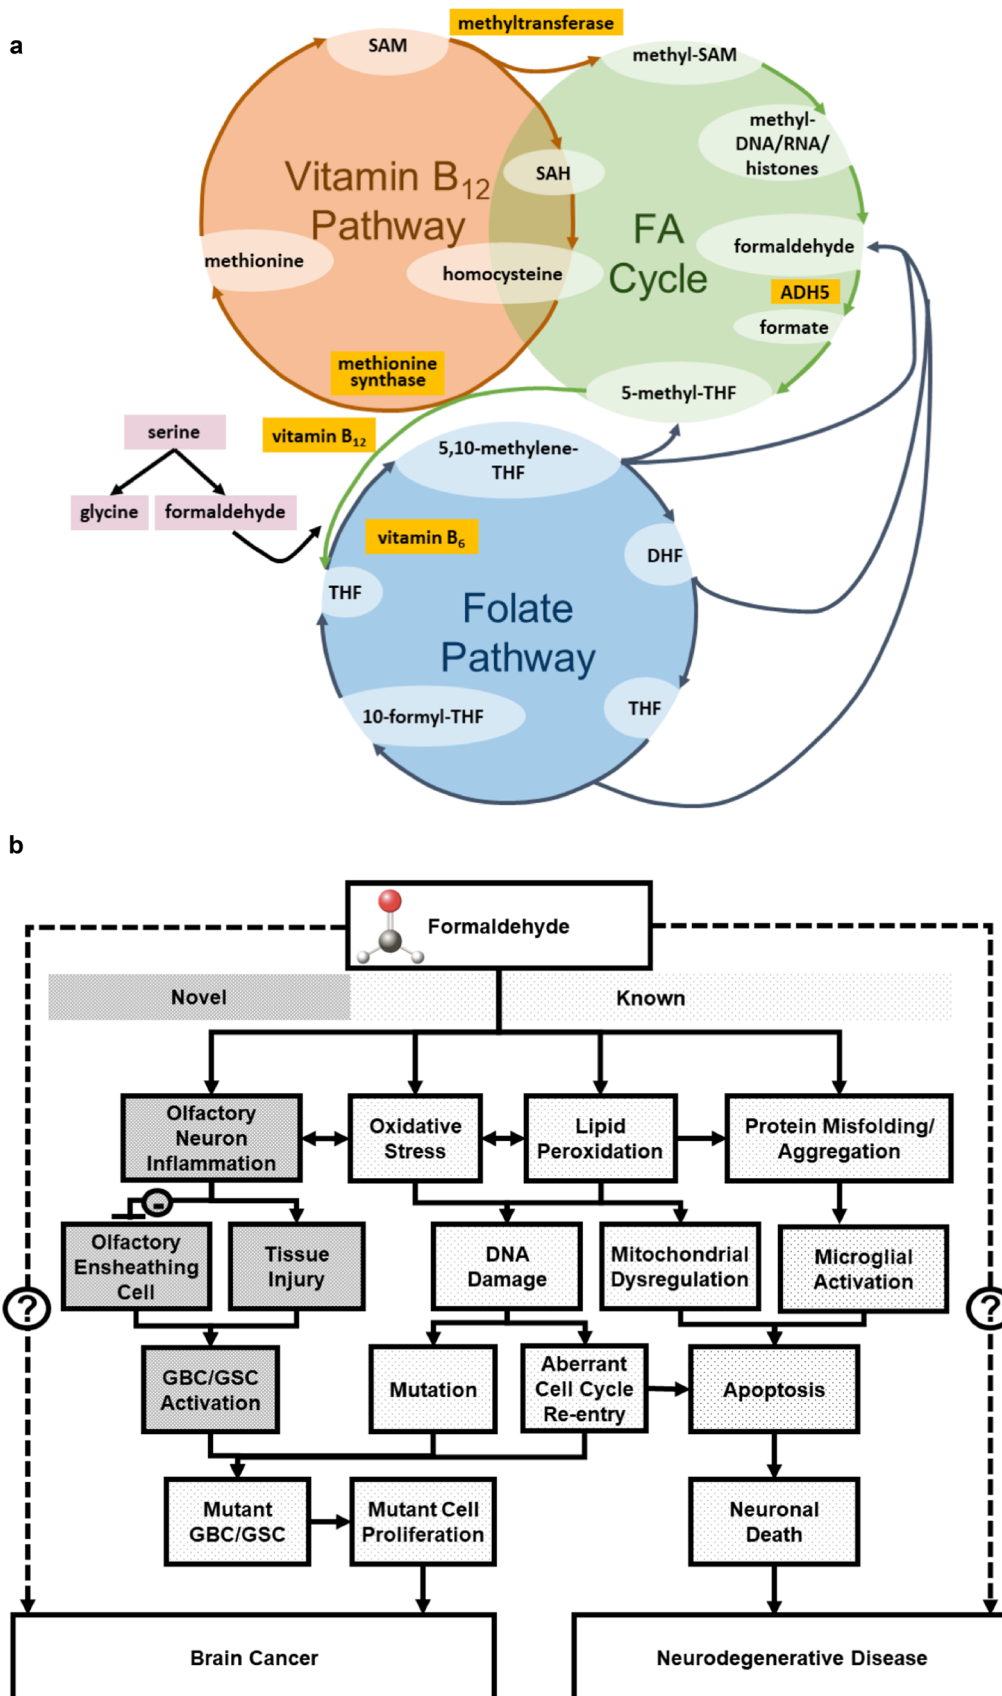 a
methyltransferase
SAM
methyl-SAM
methyl-
DNA/RNA/
histones
SAH
Vitamin B12
Pathway
FA
Cycle
formaldehyde
methionine
homocysteine
ADH5
formate
methionine
synthase
5-methyl-THF
serine
vitamin B12
5,10-methylene-
THF
glycine
formaldehyde
vitamin B6
DHF
THF
Folate
Pathway
THF
10-formyl-THF
b
Formaldehyde
Novel
Known
Olfactory
Neuron
Inflammation
Oxidative
Stress
Lipid
Peroxidation
Protein Misfolding/
Aggregation
-
Olfactory
Ensheathing
Cell
Tissue
Injury
DNA
Damage
Mitochondrial
Dysregulation
Microglial
Activation
?
?
GBC/GSC
Activation
Mutation
Aberrant
Cell Cycle
Re-entry
Apoptosis
Mutant
GBC/GSC
Mutant Cell
Proliferation
Neuronal
Death
Brain Cancer
Neurodegenerative Disease